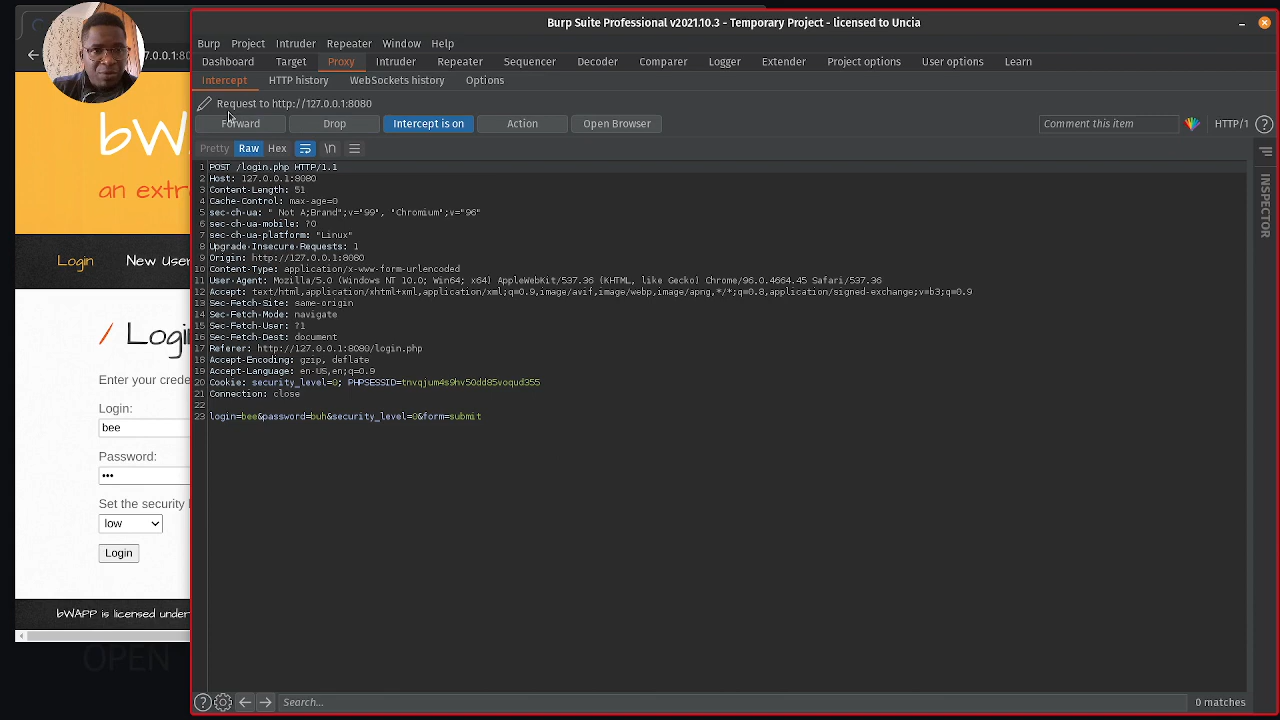 Burp Suite Professional v2021.10.3 - Temporary Project - licensed to Uncia
Burp Project Intruder Repeater Window Help
Dashboard Target Proxy Intruder Repeater Sequencer Decoder Comparer Logger Extender Project options User options Learn
Intercept HTTP history WebSockets history Options
Request to http://127.0.0.1:8080
Forward Drop Intercept is on Action Open Browser Comment this item HTTP/1 ?
Pretty Raw Hex \n
INSPECTOR
1 POST /login.php HTTP/1.1
2 Host: 127.0.0.1:8080
3 Content-Length: 51
4 Cache-Control: max-age=0
5 sec-ch-ua: " Not A;Brand";v="99", "Chromium";v="96"
6 sec-ch-ua-mobile: ?0
7 sec-ch-ua-platform: "Linux"
8 Upgrade-Insecure-Requests: 1
9 Origin: http://127.0.0.1:8080
10 Content-Type: application/x-www-form-urlencoded
11 User-Agent: Mozilla/5.0 (Windows NT 10.0; Win64; x64) AppleWebKit/537.36 (KHTML, like Gecko) Chrome/96.0.4664.45 Safari/537.36
12 Accept: text/html,application/xhtml+xml,application/xml;q=0.9,image/avif,image/webp,image/apng,*/*;q=0.8,application/signed-exchange;v=b3;q=0.9
13 Sec-Fetch-Site: same-origin
14 Sec-Fetch-Mode: navigate
15 Sec-Fetch-User: ?1
16 Sec-Fetch-Dest: document
17 Referer: http://127.0.0.1:8080/login.php
18 Accept-Encoding: gzip, deflate
19 Accept-Language: en-US,en;q=0.9
20 Cookie: security_level=0; PHPSESSID=tnvqjum4s9hv50dd85voqud355
21 Connection: close
22
23 login=bee&password=buh&security_level=0&form=submit
? Search... 0 matches
27.0.0.1:80
bW
an extr
Login New User
/ Login
Enter your crede
Login:
bee
Password:
•••
Set the security l
low
Login
bWAPP is licensed under
OPEN